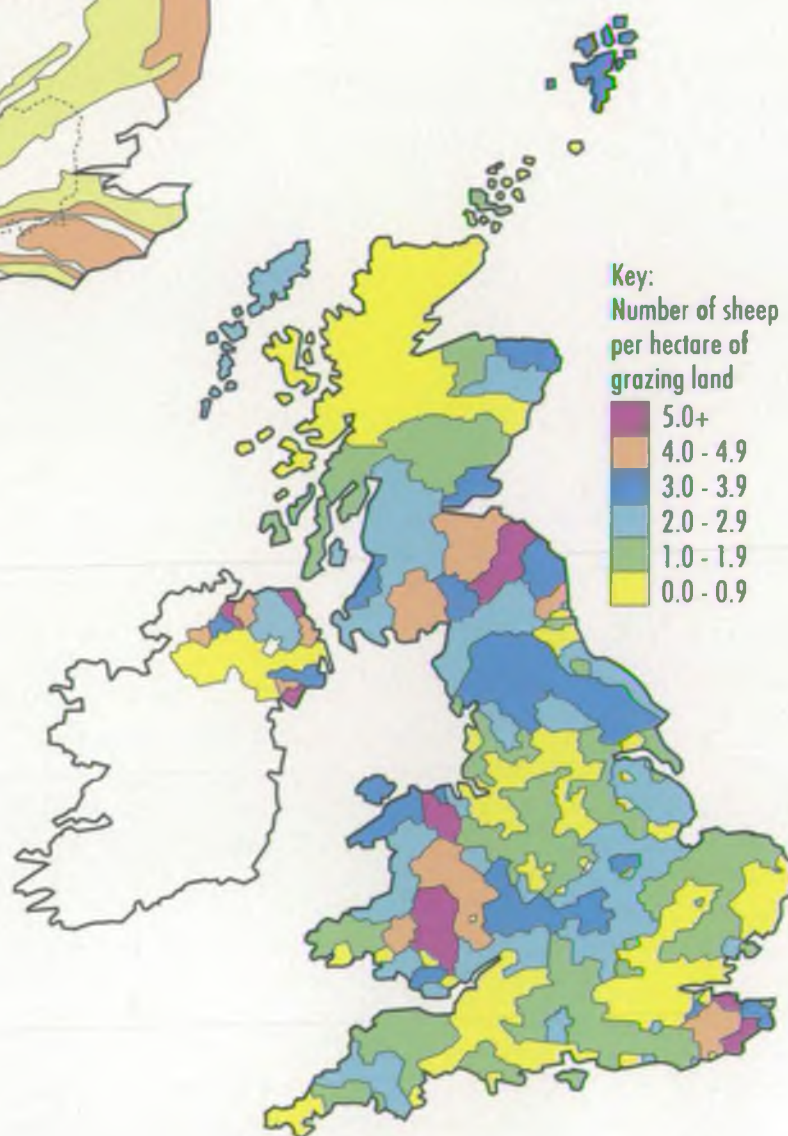 Key:
Number of sheep
per hectare of
grazing land
5.0+
4.0 - 4.9
3.0 - 3.9
2.0 - 2.9
1.0 - 1.9
0.0 - 0.9